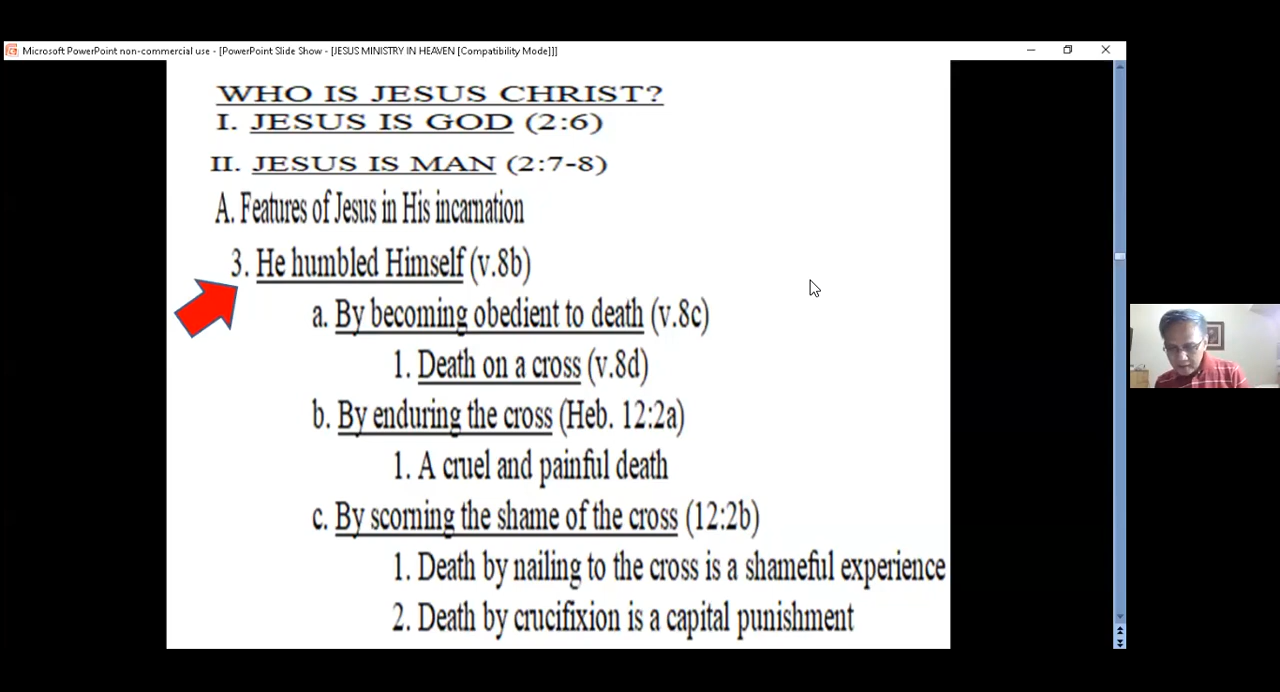 Microsoft PowerPoint non-commercial use - [PowerPoint Slide Show - [JESUS MINISTRY IN HEAVEN [Compatibility Mode]]]
WHO IS JESUS CHRIST?
I. JESUS IS GOD (2:6)
II. JESUS IS MAN (2:7-8)
A. Features of Jesus in His incarnation
3. He humbled Himself (v.8b)
a. By becoming obedient to death (v.8c)
1. Death on a cross (v.8d)
b. By enduring the cross (Heb. 12:2a)
1. A cruel and painful death
c. By scorning the shame of the cross (12:2b)
1. Death by nailing to the cross is a shameful experience
2. Death by crucifixion is a capital punishment